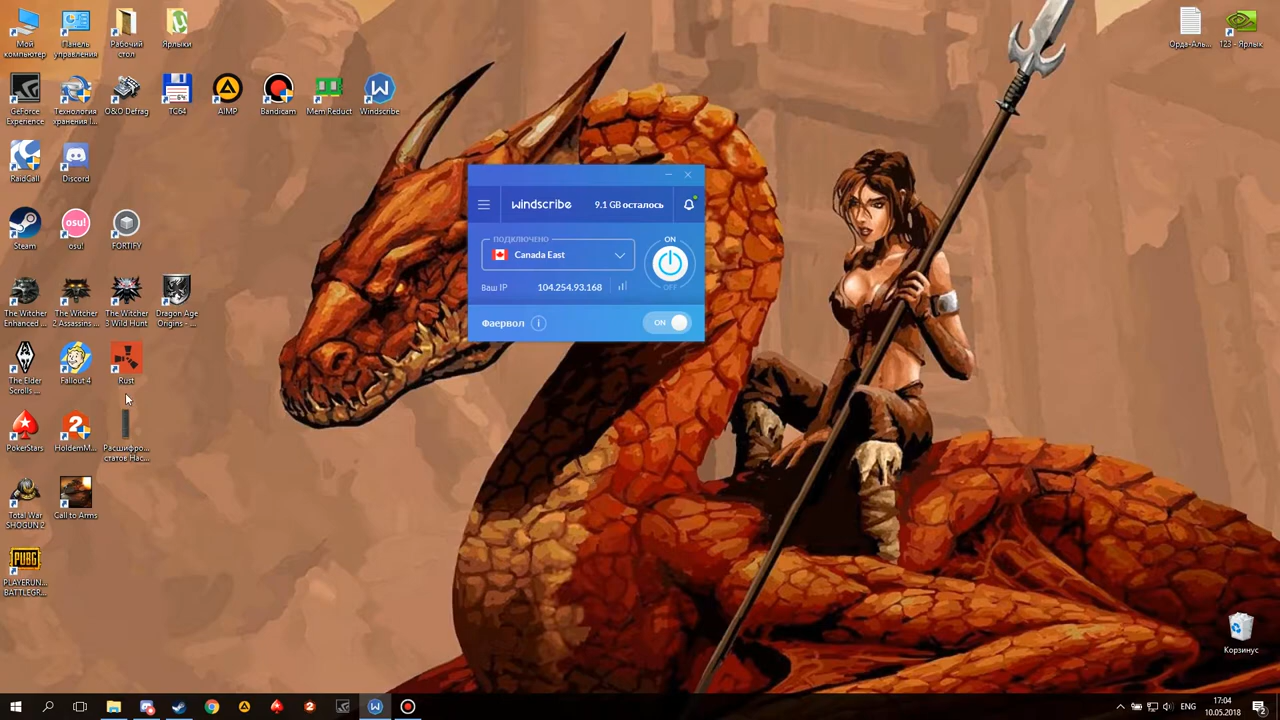 Мой
компьютер
Панель
управления
Рабочий
стол
Ярлыки
Орда-Аль...
123 - Ярлык
GeForce
Experience
Технология
хранения I...
O&O Defrag
TC64
AIMP
Bandicam
Mem Reduct
Windscribe
RaidCall
Discord
Steam
osu!
osu!
FORTIFY
The Witcher
Enhanced ...
The Witcher
2 Assassins ...
The Witcher
3 Wild Hunt
Dragon Age
Origins - ...
The Elder
Scrolls ...
Fallout 4
Rust
PokerStars
HoldemM...
Расшифро...
статов Нас...
Total War
SHOGUN 2
Call to Arms
PUBG
PLAYERUN...
BATTLEGR...
windscribe
9.1 GB осталось
ПОДКЛЮЧЕНО
Canada East
ON
OFF
Ваш IP
104.254.93.168
Фаервол
ON
Корзинус
ENG
17:04
10.05.2018
2